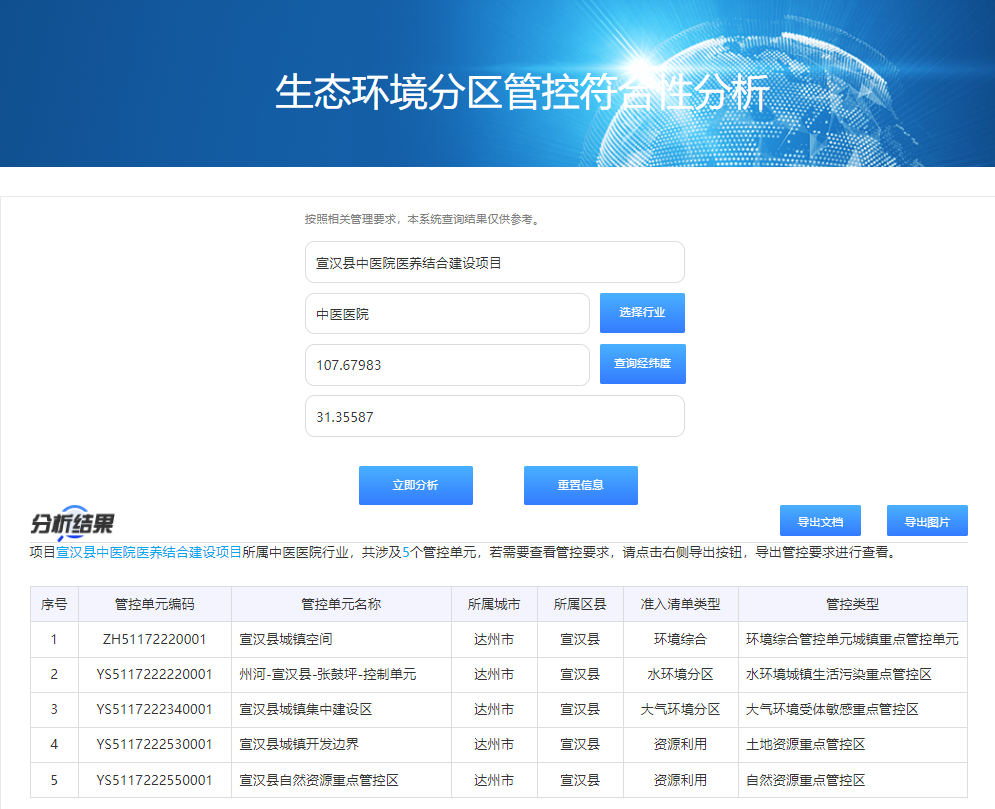 生态环境分区管控符合性分析
按照相关管理要求，本系统查询结果仅供参考。
宣汉县中医院医养结合建设项目
中医医院 选择行业
107.67983 查询经纬度
31.35587
立即分析 重置信息
分析结果 导出文档 导出图片
项目宣汉县中医院医养结合建设项目所属中医医院行业，共涉及5个管控单元，若需要查看管控要求，请点击右侧导出按钮，导出管控要求进行查看。
序号 管控单元编码 管控单元名称 所属城市 所属区县 准入清单类型 管控类型
1 ZH51172220001 宣汉县城镇空间 达州市 宣汉县 环境综合 环境综合管控单元城镇重点管控单元
2 YS5117222220001 州河-宣汉县-张鼓坪-控制单元 达州市 宣汉县 水环境分区 水环境城镇生活污染重点管控区
3 YS5117222340001 宣汉县城镇集中建设区 达州市 宣汉县 大气环境分区 大气环境受体敏感重点管控区
4 YS5117222530001 宣汉县城镇开发边界 达州市 宣汉县 资源利用 土地资源重点管控区
5 YS5117222550001 宣汉县自然资源重点管控区 达州市 宣汉县 资源利用 自然资源重点管控区